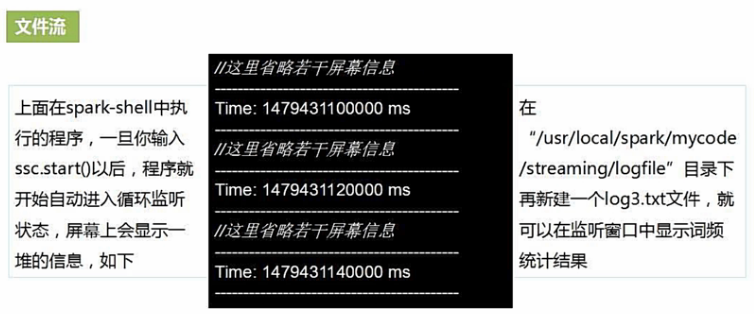 文件流
上面在spark-shell中执
行的程序，一旦你输入
ssc.start()以后，程序就
开始自动进入循环监听
状态，屏幕上会显示一
堆的信息，如下
//这里省略若干屏幕信息
-------------------------------------------
Time: 1479431100000 ms
-------------------------------------------
//这里省略若干屏幕信息
-------------------------------------------
Time: 1479431120000 ms
-------------------------------------------
//这里省略若干屏幕信息
-------------------------------------------
Time: 1479431140000 ms
-------------------------------------------
在
“/usr/local/spark/mycode
/streaming/logfile”目录下
再新建一个log3.txt文件，就
可以在监听窗口中显示词频
统计结果